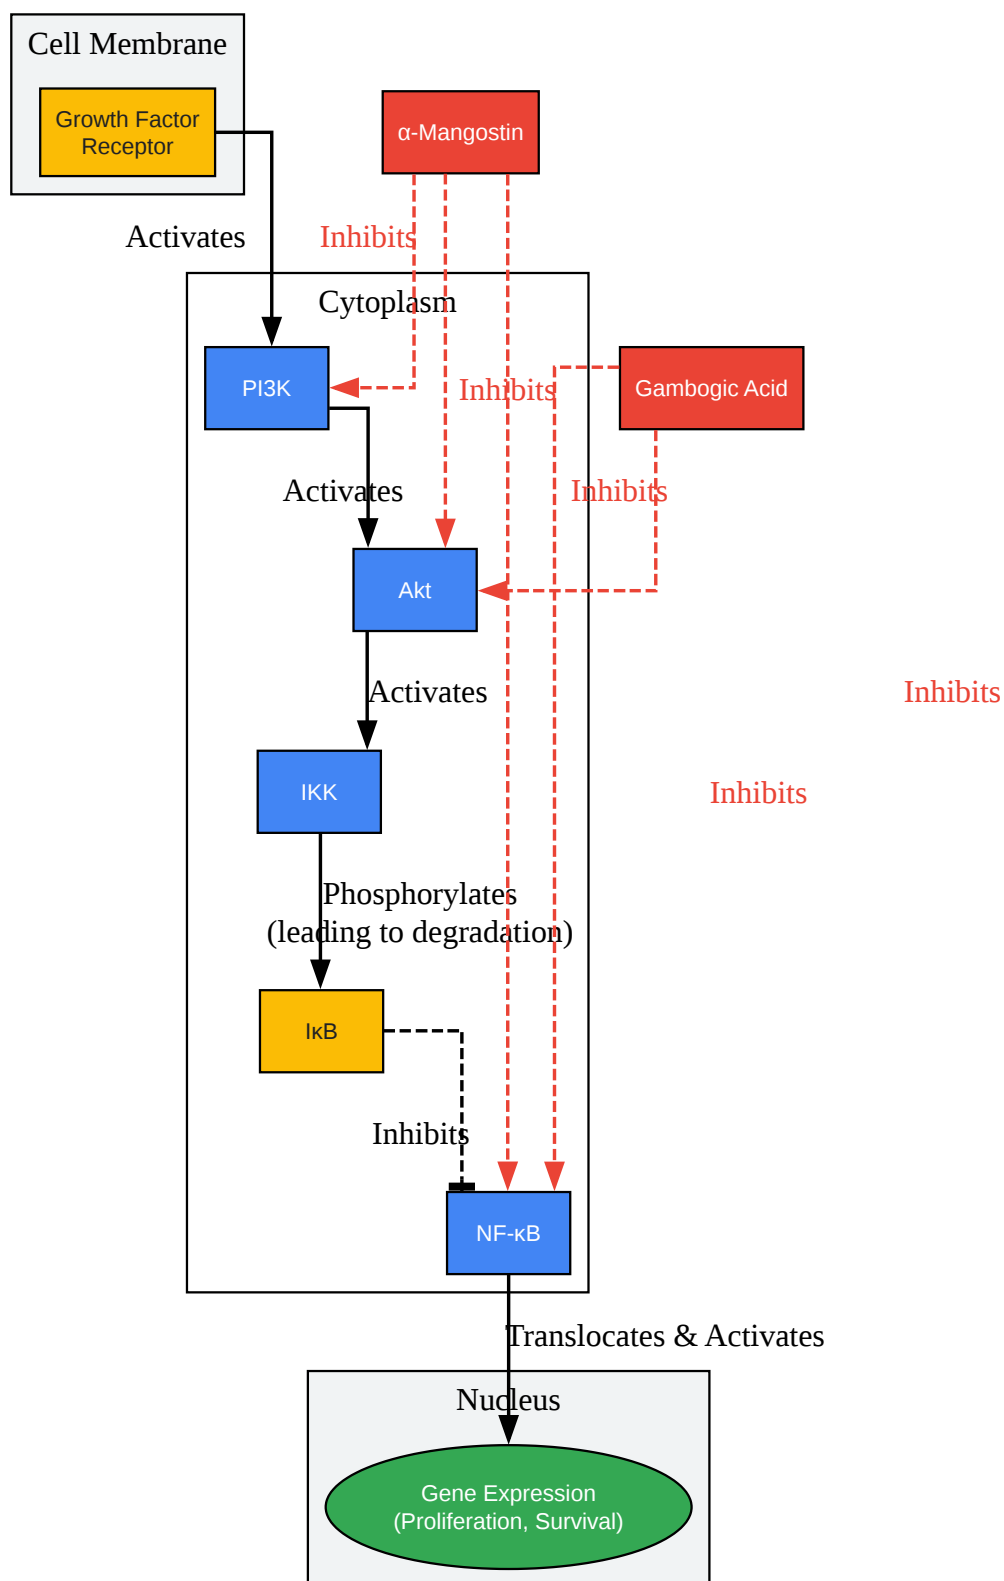 Cell Membrane
Growth Factor
Receptor
α-Mangostin
Activates
Inhibits
Cytoplasm
PI3K
Inhibits
Gambogic Acid
Activates
Inhibits
Akt
Activates
Inhibits
IKK
Inhibits
Phosphorylates
(leading to degradation)
IκB
Inhibits
NF-κB
Translocates & Activates
Nucleus
Gene Expression
(Proliferation, Survival)